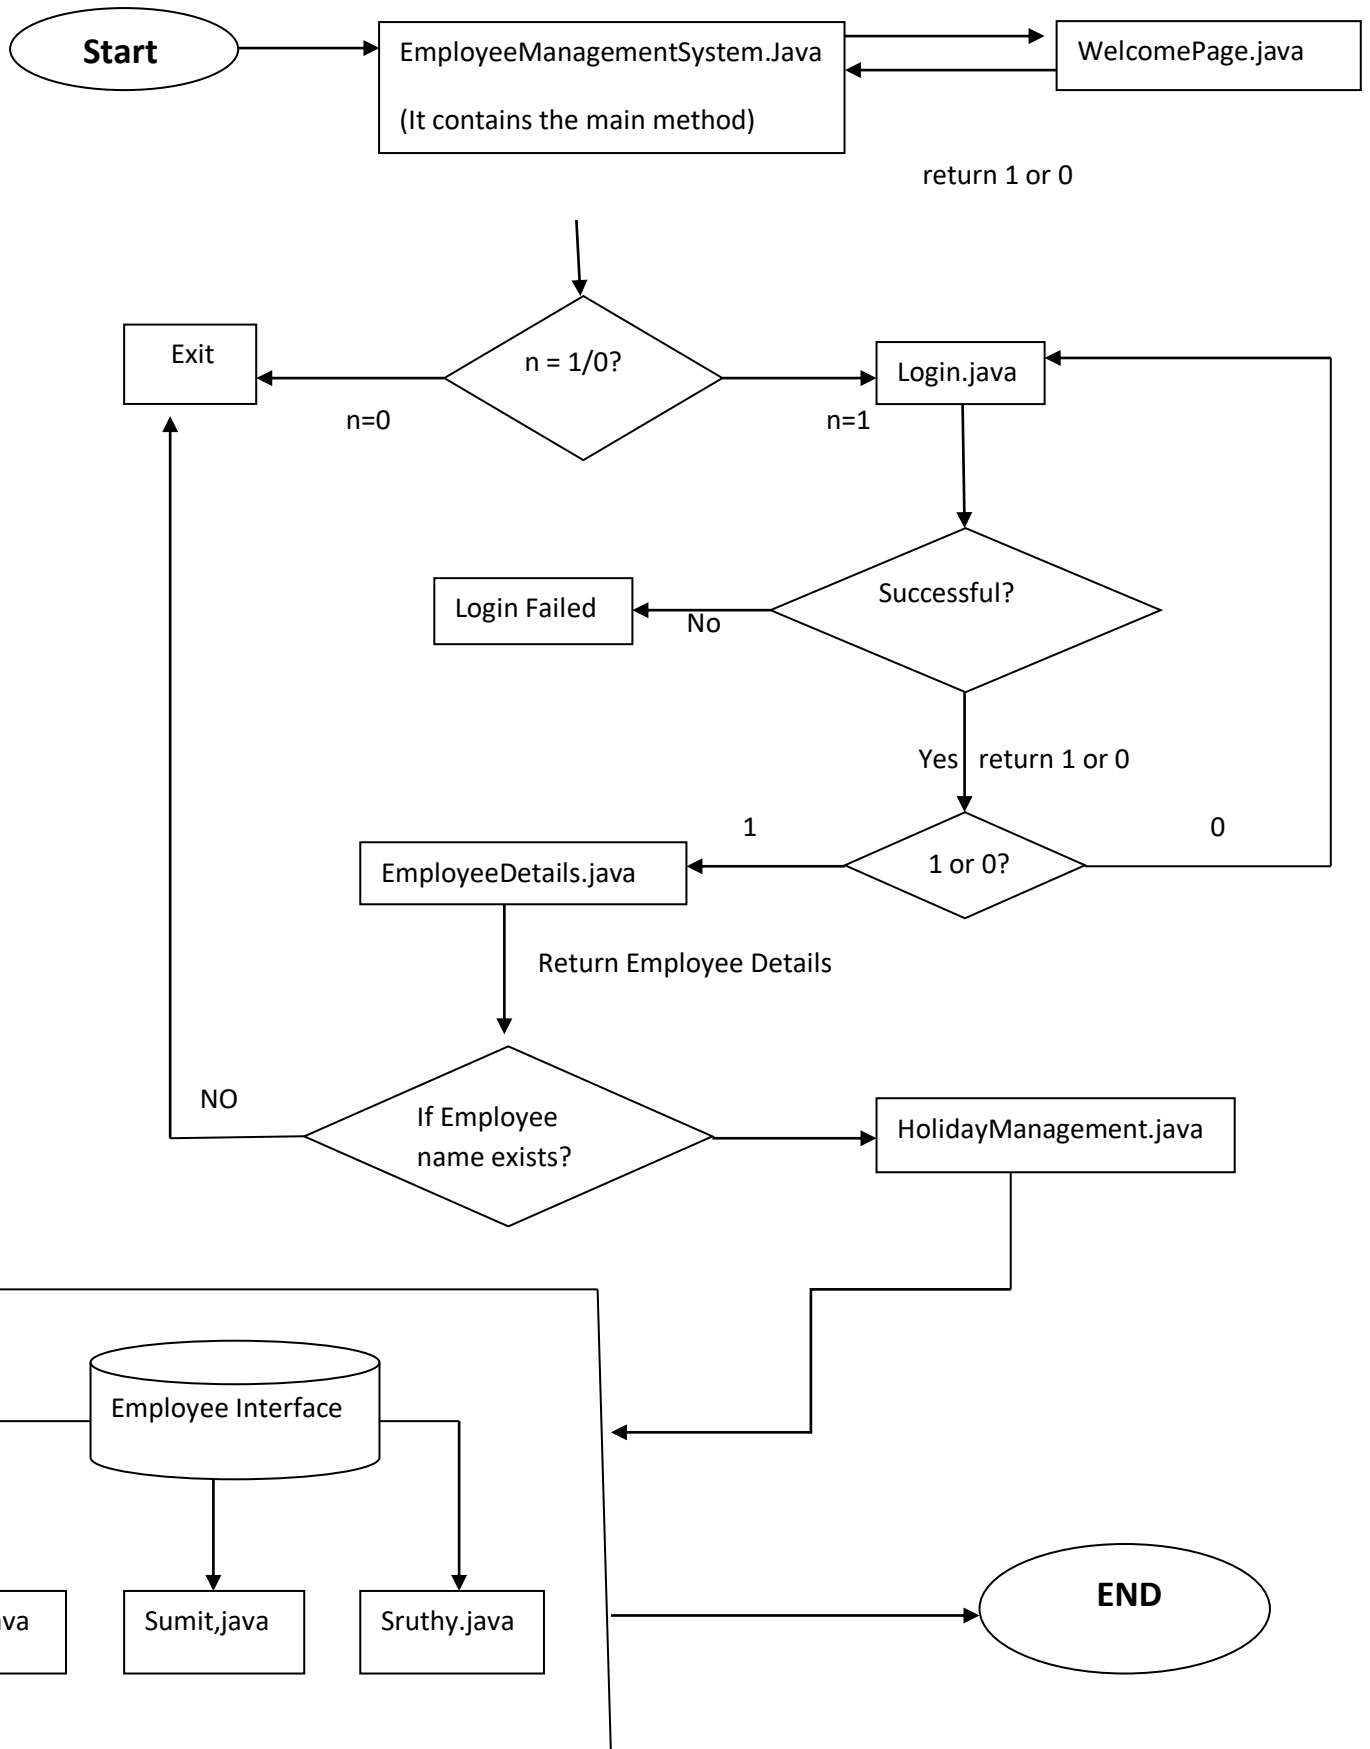 Start
EmployeeManagementSystem.Java
(It contains the main method)
WelcomePage.java
return 1 or 0
Exit
n = 1/0?
Login.java
n=0
n=1
Successful?
Login Failed
No
Yes
return 1 or 0
1
0
EmployeeDetails.java
1 or 0?
Return Employee Details
NO
If Employee
name exists?
HolidayManagement.java
Employee Interface
END
Sumit,java
Sruthy.java